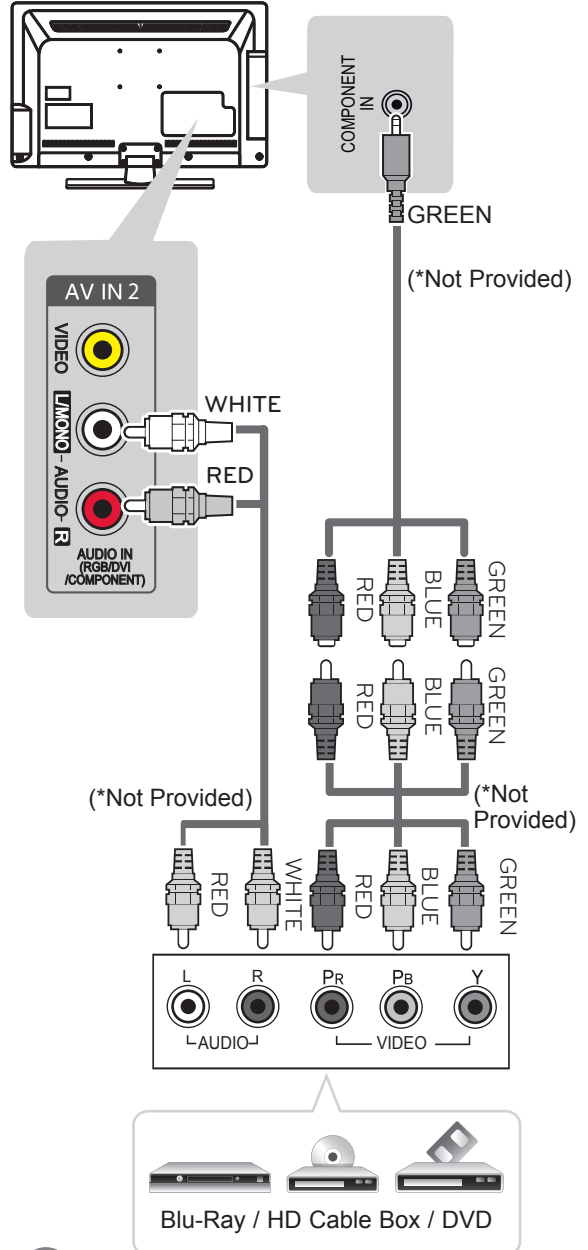 COMPONENT
IN
GREEN
(*Not Provided)
AV IN 2
VIDEO
L/MONO - AUDIO- R
AUDIO IN
(RGB/DVI
/COMPONENT)
WHITE
RED
RED
BLUE
GREEN
RED
BLUE
GREEN
(*Not Provided)
(*Not
Provided)
RED
WHITE
RED
BLUE
GREEN
L R PR PB Y
AUDIO VIDEO
Blu-Ray / HD Cable Box / DVD